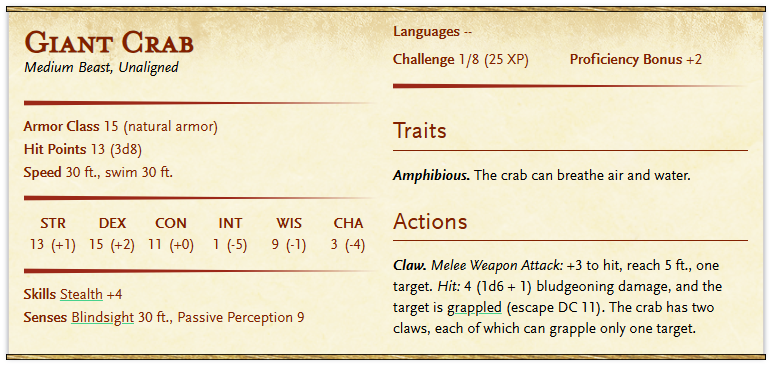 Giant Crab
Medium Beast, Unaligned
Armor Class 15 (natural armor)
Hit Points 13 (3d8)
Speed 30 ft., swim 30 ft.
STR DEX CON INT WIS CHA
13 (+1) 15 (+2) 11 (+0) 1 (-5) 9 (-1) 3 (-4)
Skills Stealth +4
Senses Blindsight 30 ft., Passive Perception 9
Languages --
Challenge 1/8 (25 XP) Proficiency Bonus +2
Traits
Amphibious. The crab can breathe air and water.
Actions
Claw. Melee Weapon Attack: +3 to hit, reach 5 ft., one
target. Hit: 4 (1d6 + 1) bludgeoning damage, and the
target is grappled (escape DC 11). The crab has two
claws, each of which can grapple only one target.